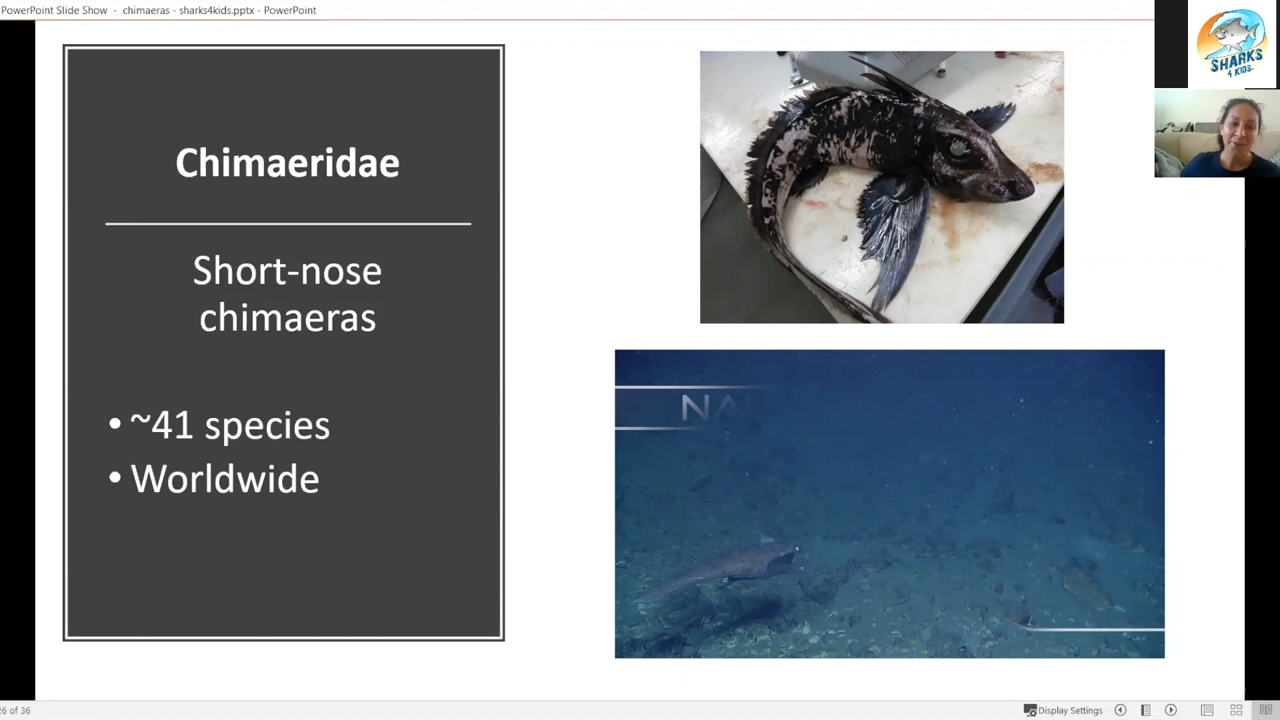 PowerPoint Slide Show - chimaeras - sharks4kids.pptx - PowerPoint
SHARKS
4 KIDS.
Chimaeridae
Short-nose
chimaeras
• ~41 species
• Worldwide
NA
26 of 36
Display Settings